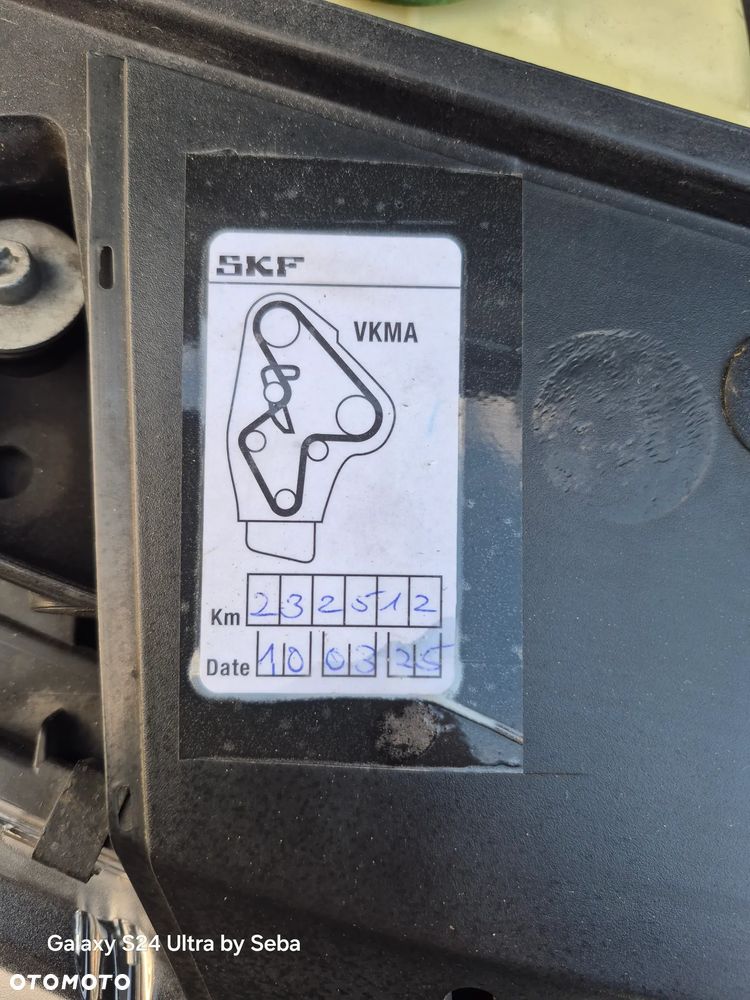 SKF
VKMA
Km 232512
Date 10 03 25
Galaxy S24 Ultra by Seba
OTOMOTO